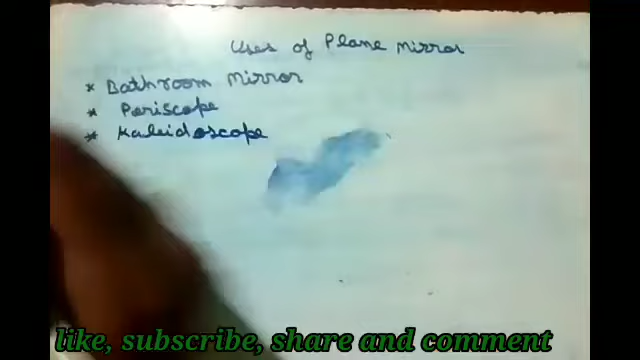 Uses of Plane Mirror
* Bathroom Mirror
* Periscope
* Kaleidoscope
like, subscribe, share and comment